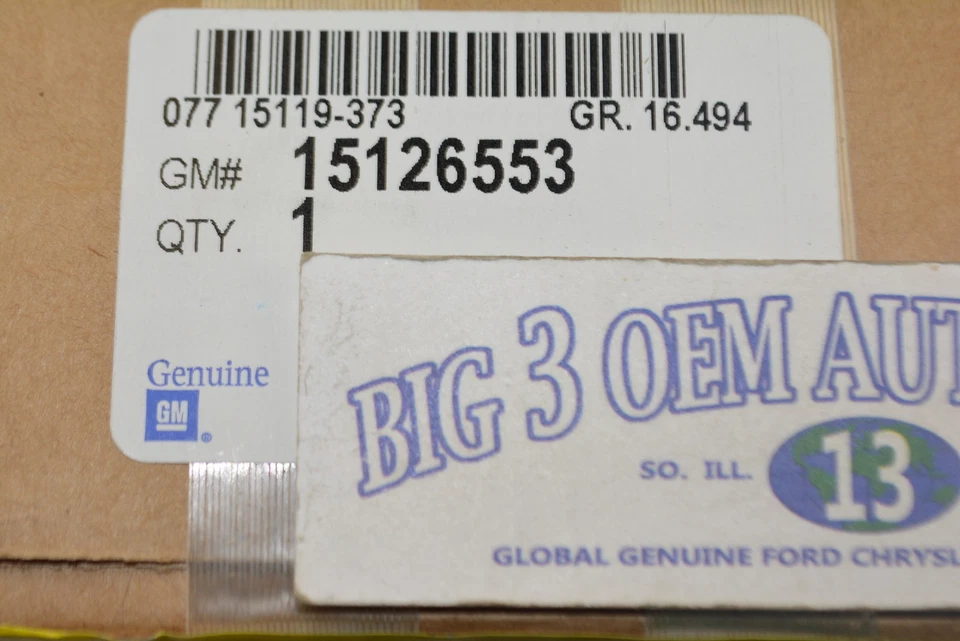 077 15119-373 GR. 16.494
GM# 15126553
QTY. 1
Genuine
GM ®
BIG 3 OEM AUT
SO. ILL. 13
GLOBAL GENUINE FORD CHRYSL